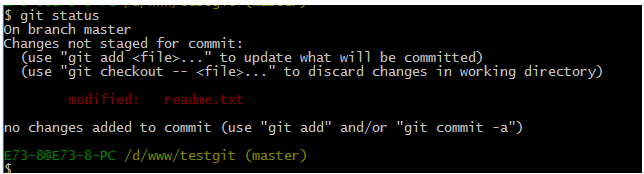 $ git status
On branch master
Changes not staged for commit:
  (use "git add <file>..." to update what will be committed)
  (use "git checkout -- <file>..." to discard changes in working directory)
        modified:   readme.txt
no changes added to commit (use "git add" and/or "git commit -a")
E73-8@E73-8-PC /d/www/testgit (master)
$